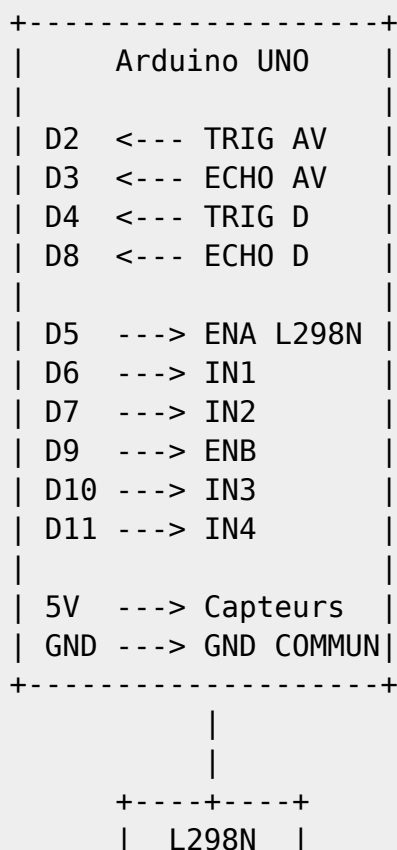 Arduino UNO
D2 <--- TRIG AV
D3 <--- ECHO AV
D4 <--- TRIG D
D8 <--- ECHO D
D5 ---> ENA L298N
D6 ---> IN1
D7 ---> IN2
D9 ---> ENB
D10 ---> IN3
D11 ---> IN4
5V ---> Capteurs
GND ---> GND COMMUN
L298N